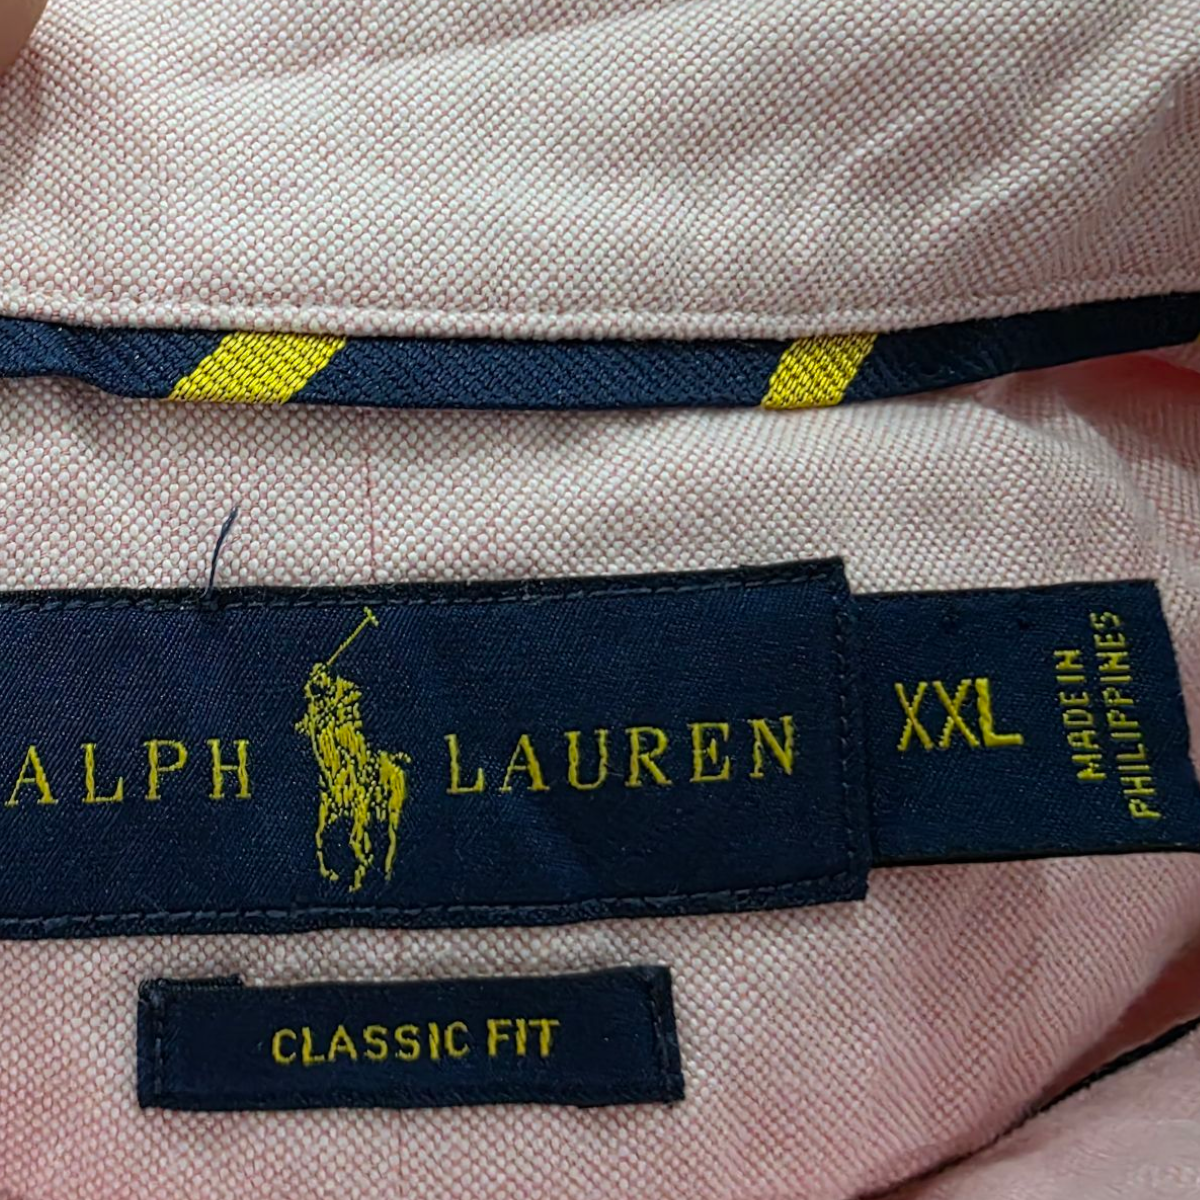 ALPH LAUREN
XXL
MADE IN
PHILIPPINES
CLASSIC FIT